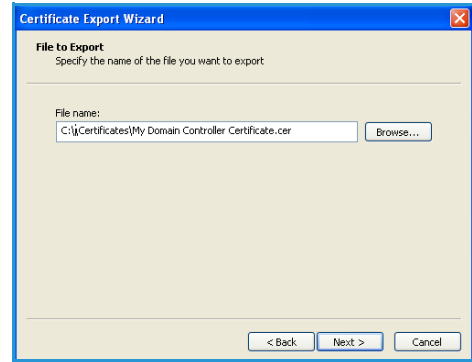 Certificate Export Wizard
File to Export
Specify the name of the file you want to export
File name:
C:\Certificates\My Domain Controller Certificate.cer
Browse...
< Back
Next >
Cancel